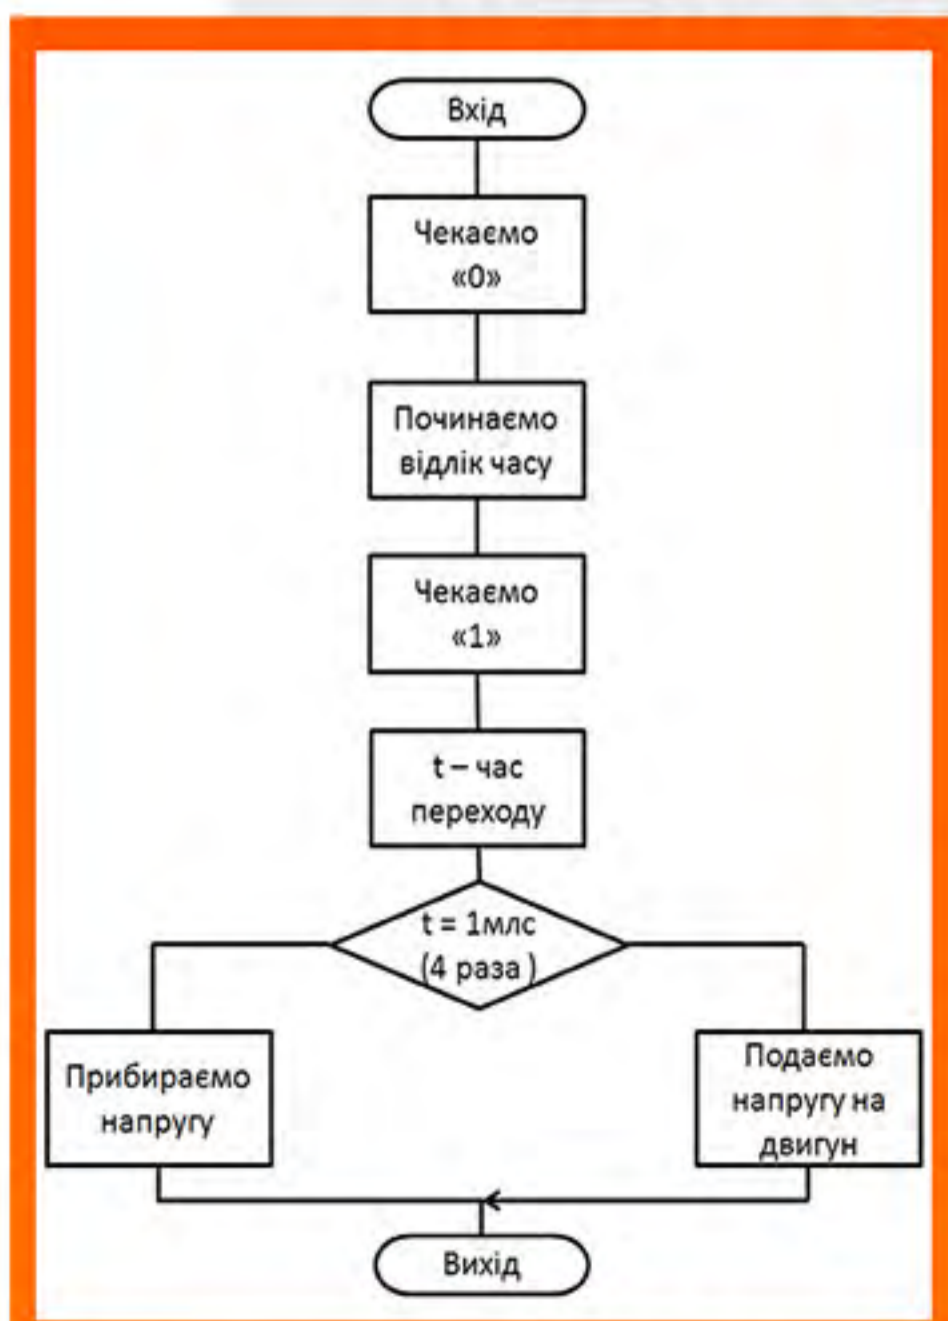 Вхід
Чекаємо
«0»
Починаємо
відлік часу
Чекаємо
«1»
t – час
переходу
t = 1млс
(4 раза )
Прибираємо
напругу
Подаємо
напругу на
двигун
Вихід